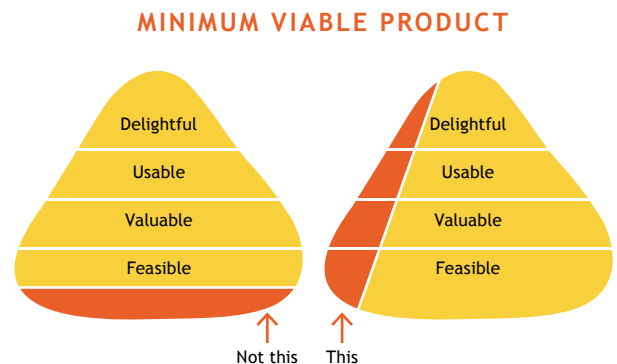 MINIMUM VIABLE PRODUCT
Delightful
Usable
Valuable
Feasible
Not this
Delightful
Usable
Valuable
Feasible
This